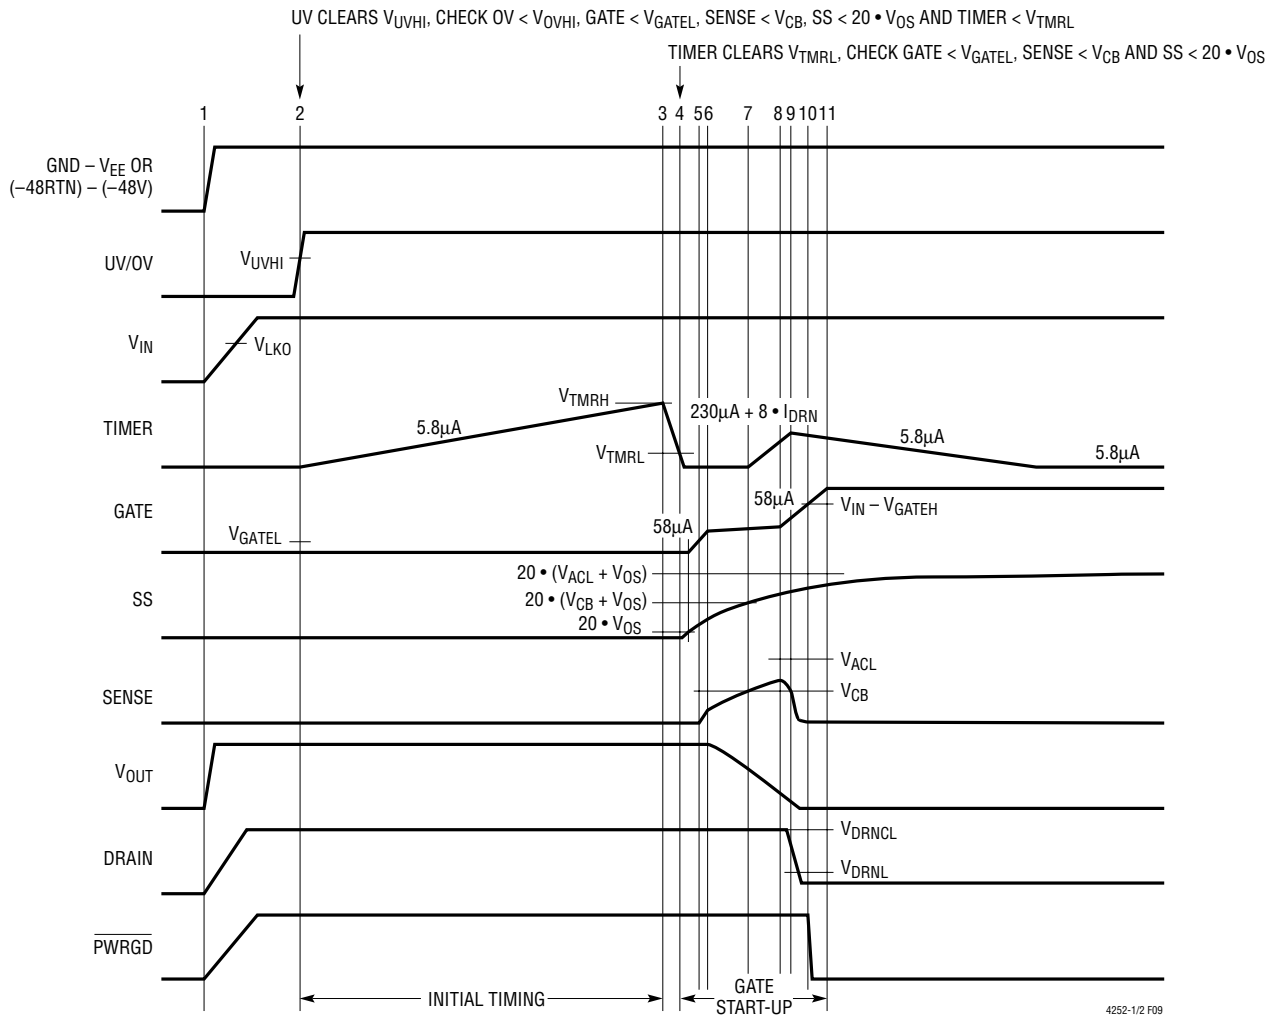 UV CLEARS VUVHI, CHECK OV < VOVHI, GATE < VGATEL, SENSE < VCB, SS < 20 • VOS AND TIMER < VTMRL
TIMER CLEARS VTMRL, CHECK GATE < VGATEL, SENSE < VCB AND SS < 20 • VOS
1 2 3 4 5 6 7 8 9 10 11
GND – VEE OR
(–48RTN) – (–48V)
UV/OV
VUVHI
VIN
VLKO
TIMER
5.8µA
VTMRH
VTMRL
230µA + 8 • IDRN
5.8µA
5.8µA
GATE
VGATEL
58µA
58µA
VIN – VGATEH
SS
20 • (VACL + VOS)
20 • (VCB + VOS)
20 • VOS
SENSE
VACL
VCB
VOUT
DRAIN
VDRNCL
VDRNL
PWRGD
INITIAL TIMING
GATE
START-UP
4252-1/2 F09